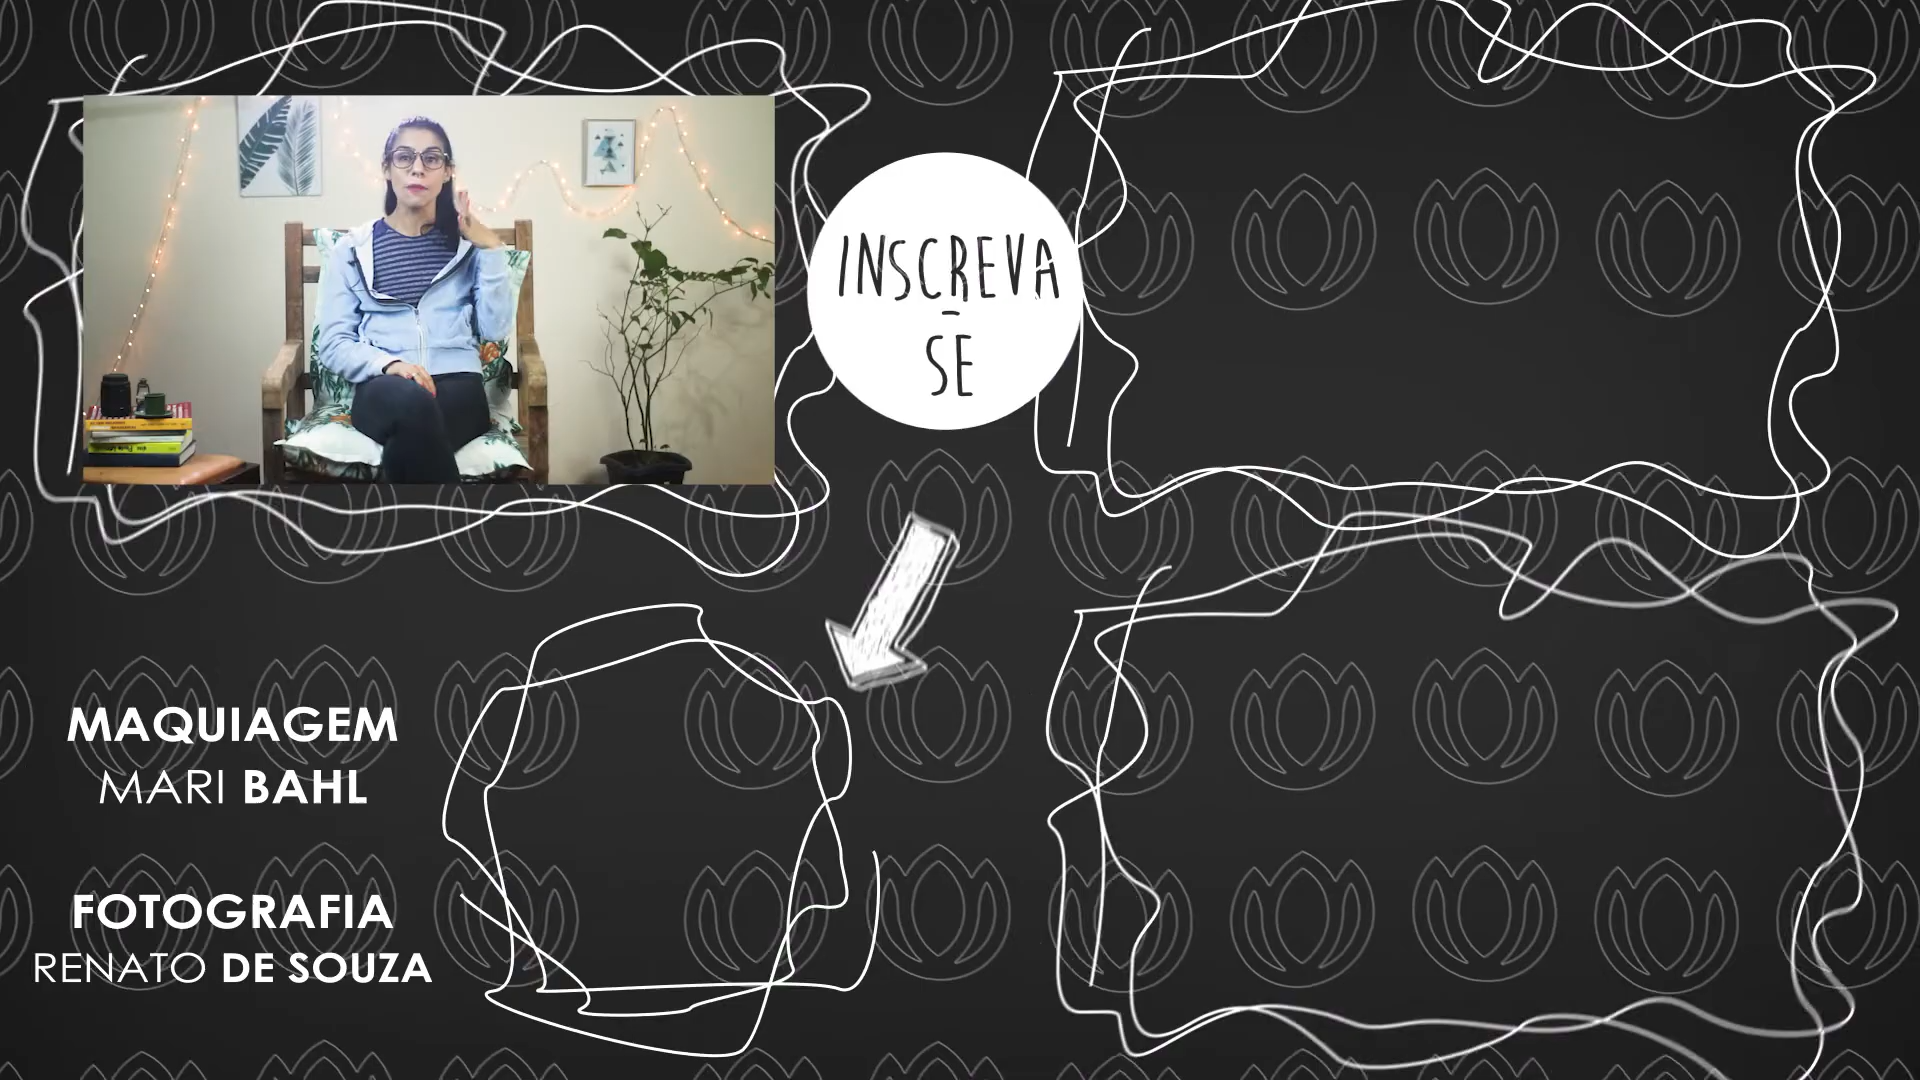 INSCREVA
-
SE
MAQUIAGEM
MARI BAHL
FOTOGRAFIA
RENATO DE SOUZA